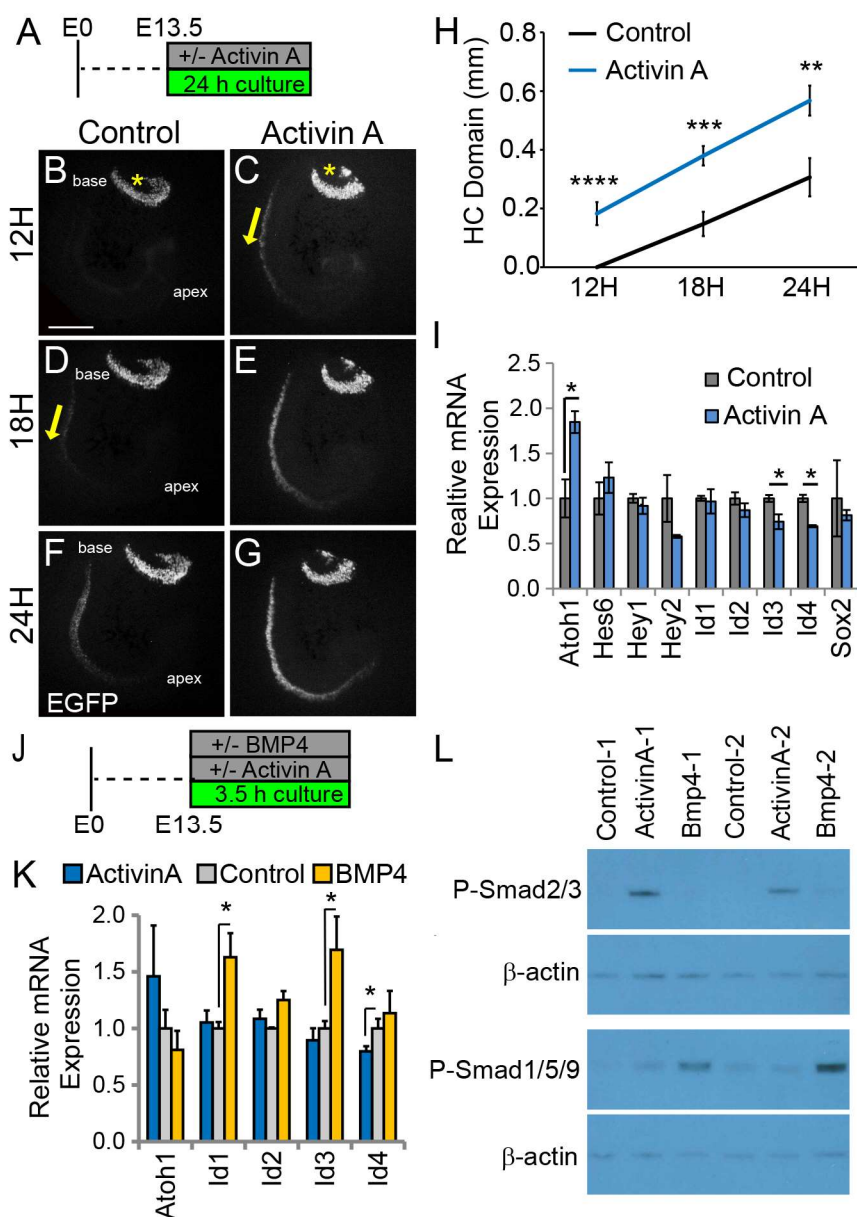 A
E0
E13.5
+/- Activin A
24 h culture
Control
Activin A
12H
B
base
*
apex
C
*
18H
D
base
apex
E
24H
F
base
apex
EGFP
G
H
Control
Activin A
HC Domain (mm)
0.8
0.6
0.4
0.2
0.0
****
***
**
12H
18H
24H
I
Realtive mRNA
Expression
2.5
2.0
1.5
1.0
0.5
0.0
Control
Activin A
*
*
*
Atoh1
Hes6
Hey1
Hey2
Id1
Id2
Id3
Id4
Sox2
J
+/- BMP4
+/- Activin A
3.5 h culture
E0
E13.5
K
ActivinA
Control
BMP4
Relative mRNA
Expression
2.0
1.5
1.0
0.5
0.0
*
*
*
Atoh1
Id1
Id2
Id3
Id4
L
Control-1
ActivinA-1
Bmp4-1
Control-2
ActivinA-2
Bmp4-2
P-Smad2/3
β-actin
P-Smad1/5/9
β-actin